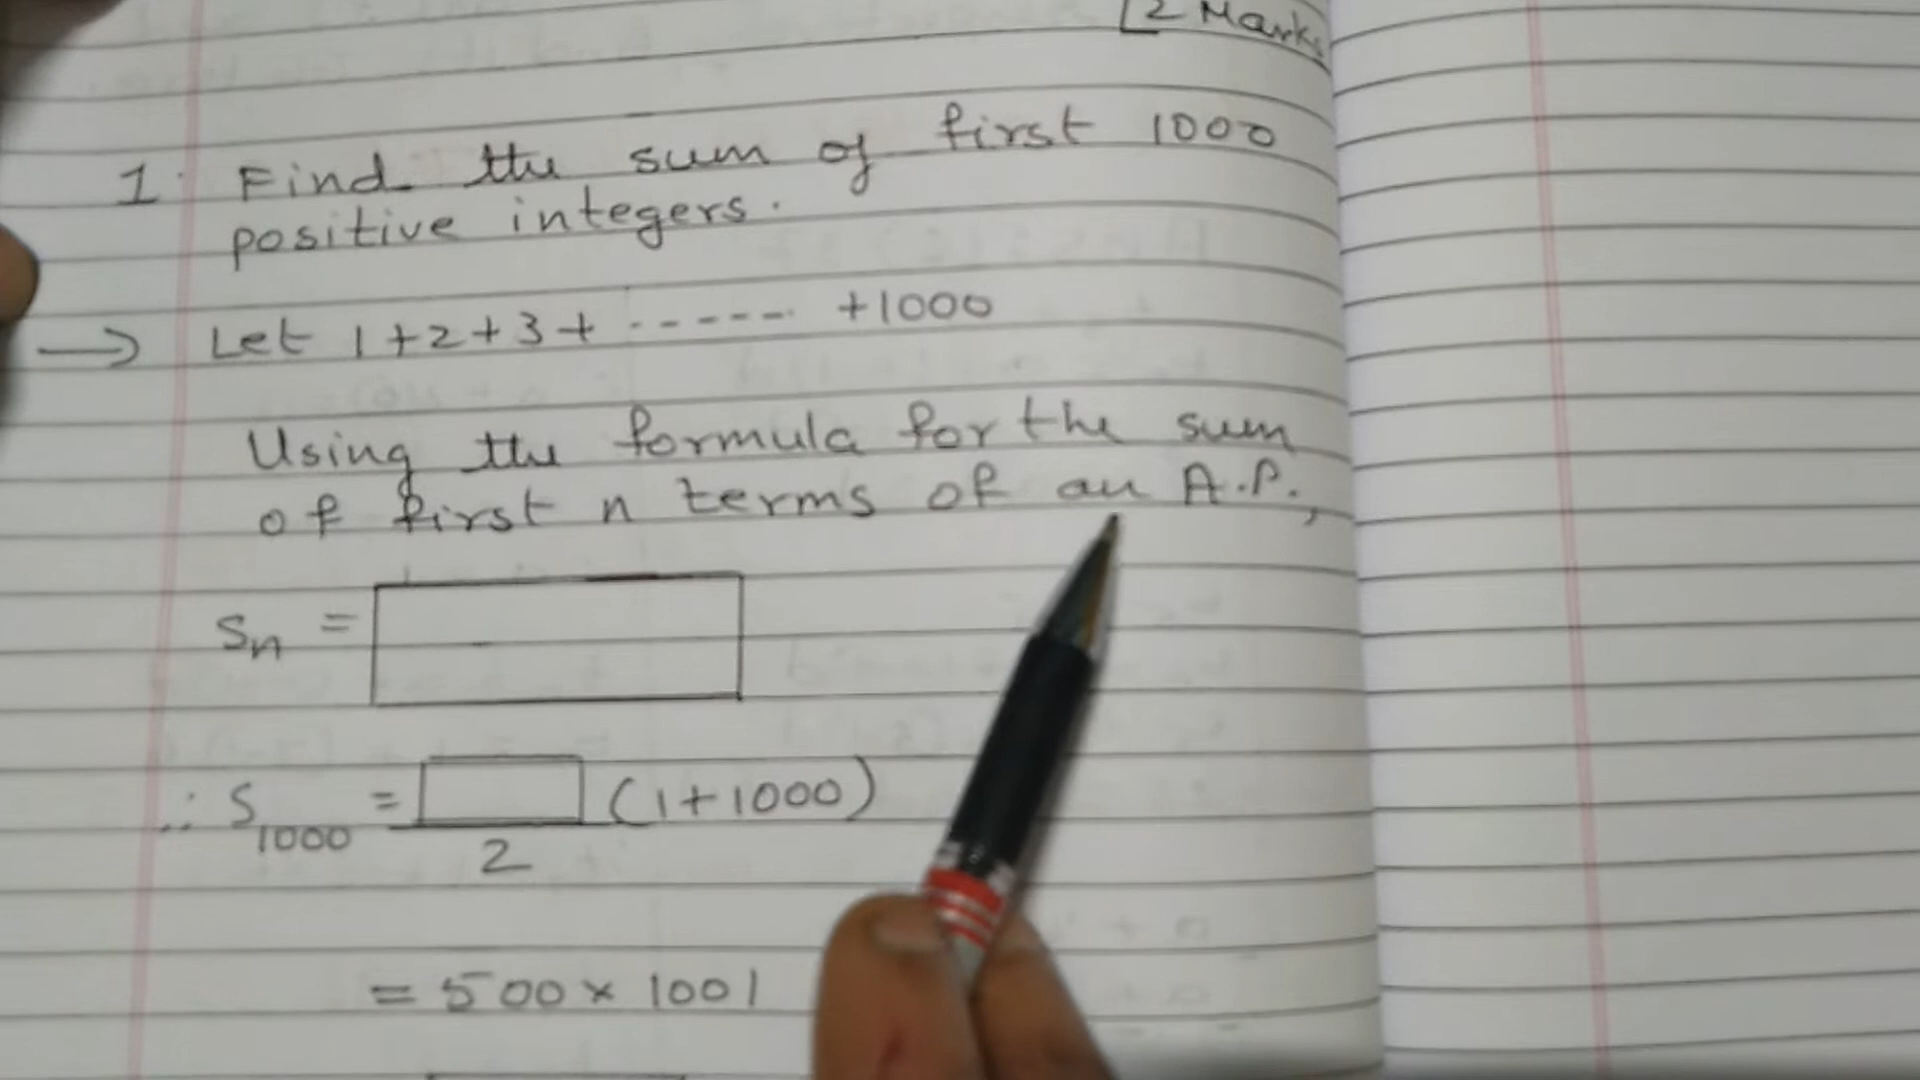 [2 Marks
1. Find the sum of first 1000
positive integers.
→ Let 1+2+3+ ------ +1000
Using the formula for the sum
of first n terms of an A.P.,
Sn =
∴ S1000 = (1+1000)
2
= 500 × 1001